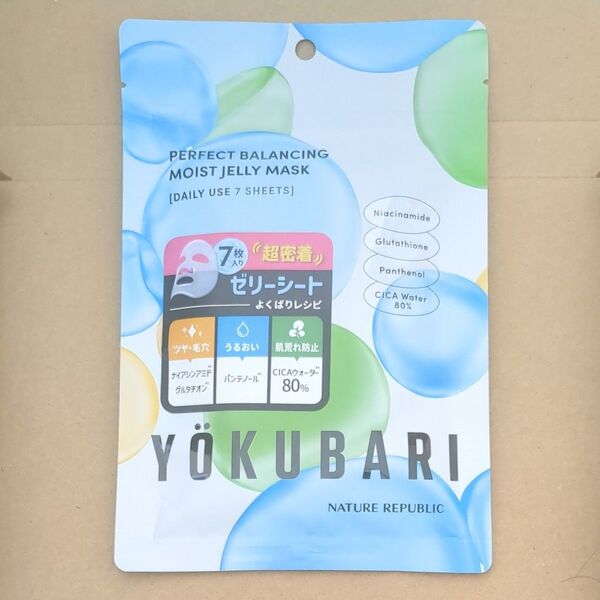 PERFECT BALANCING
MOIST JELLY MASK
[DAILY USE 7 SHEETS]
Niacinamide
Glutathione
Panthenol
CICA Water
80%
7枚
入り
超密着
ゼリーシート
よくばりレシピ
ツヤ・毛穴
うるおい
肌荒れ防止
ナイアシンアミド
グルタチオン
パンテノール
CICAウォーター
80%
YÖKUBARI
NATURE REPUBLIC